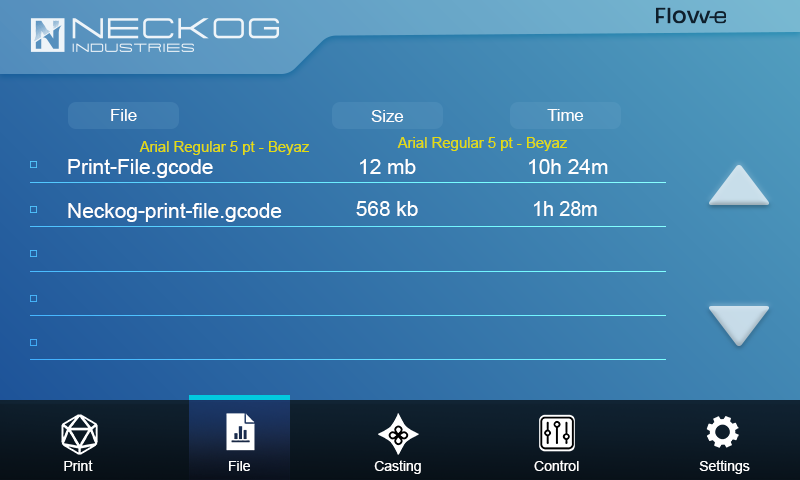 NECKOG
INDUSTRIES
Flow-e
File Size Time
Arial Regular 5 pt - Beyaz Arial Regular 5 pt - Beyaz
Print-File.gcode 12 mb 10h 24m
Neckog-print-file.gcode 568 kb 1h 28m
Print File Casting Control Settings